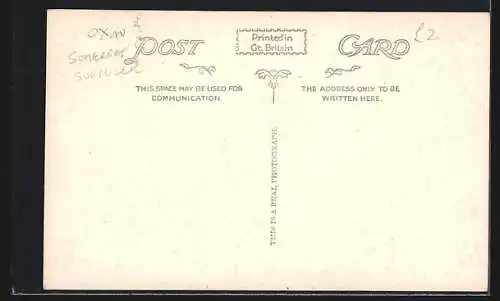 OXON
SOMERSET
£2
POST
Printed in
Gt. Britain
CARD
THIS SPACE MAY BE USED FOR
COMMUNICATION.
THE ADDRESS ONLY TO BE
WRITTEN HERE.
THIS IS A REAL PHOTOGRAPH.